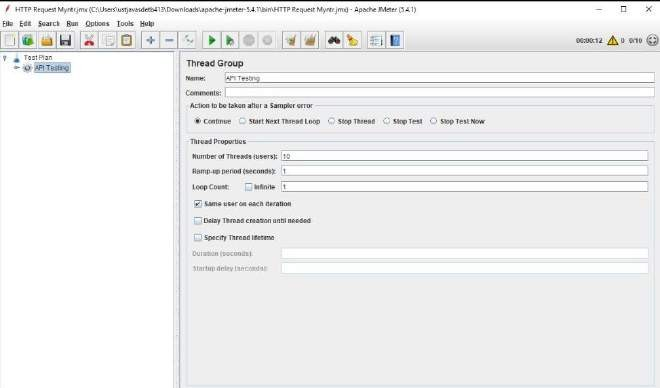 HTTP Request Myntr.jmx (C:\Users\ustjavasdetb413\Downloads\apache-jmeter-5.4.1\bin\HTTP Request Myntr.jmx) - Apache JMeter (5.4.1)
File Edit Search Run Options Tools Help
00:00:12 0 0/10
Test Plan
API Testing
Thread Group
Name: API Testing
Comments:
Action to be taken after a Sampler error
Continue Start Next Thread Loop Stop Thread Stop Test Stop Test Now
Thread Properties
Number of Threads (users): 10
Ramp-up period (seconds): 1
Loop Count: Infinite 1
Same user on each iteration
Delay Thread creation until needed
Specify Thread lifetime
Duration (seconds):
Startup delay (seconds):